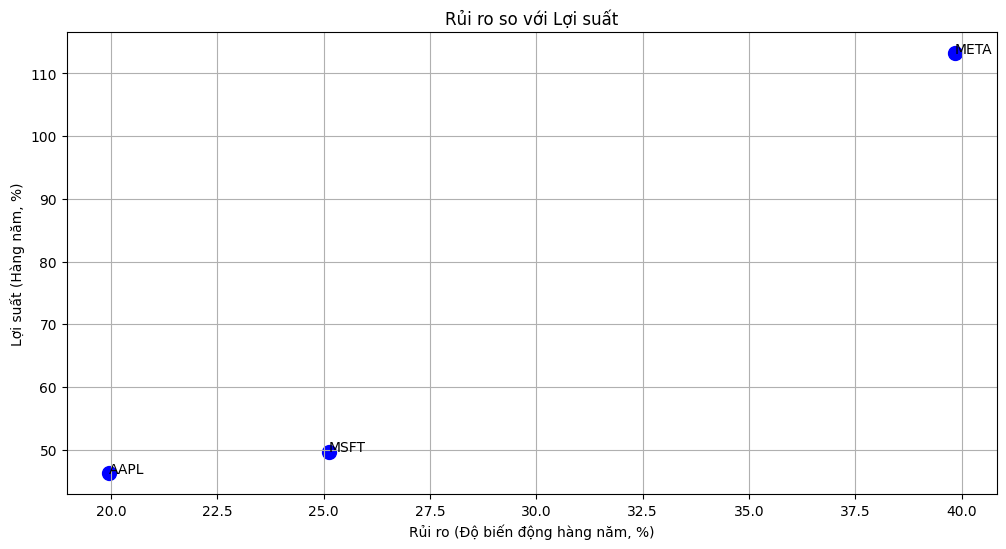 Rủi ro so với Lợi suất
META
110
100
90
80
70
60
50
Lợi suất (Hàng năm, %)
MSFT
AAPL
20.0 22.5 25.0 27.5 30.0 32.5 35.0 37.5 40.0
Rủi ro (Độ biến động hàng năm, %)